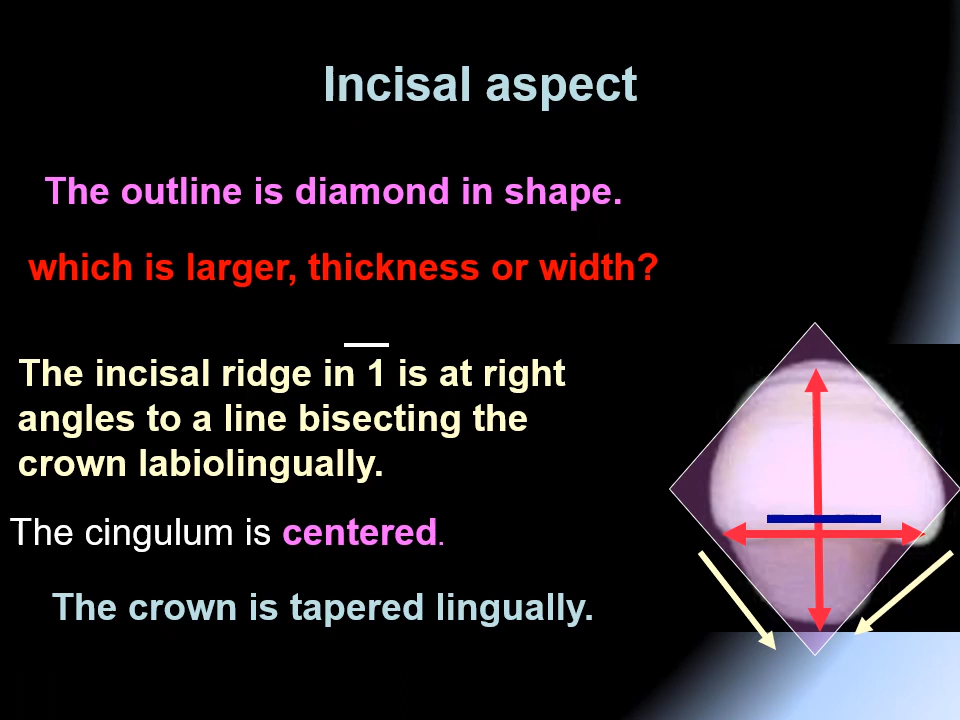 Incisal aspect
The outline is diamond in shape.
which is larger, thickness or width?
The incisal ridge in 1 is at right
angles to a line bisecting the
crown labiolingually.
The cingulum is centered.
The crown is tapered lingually.